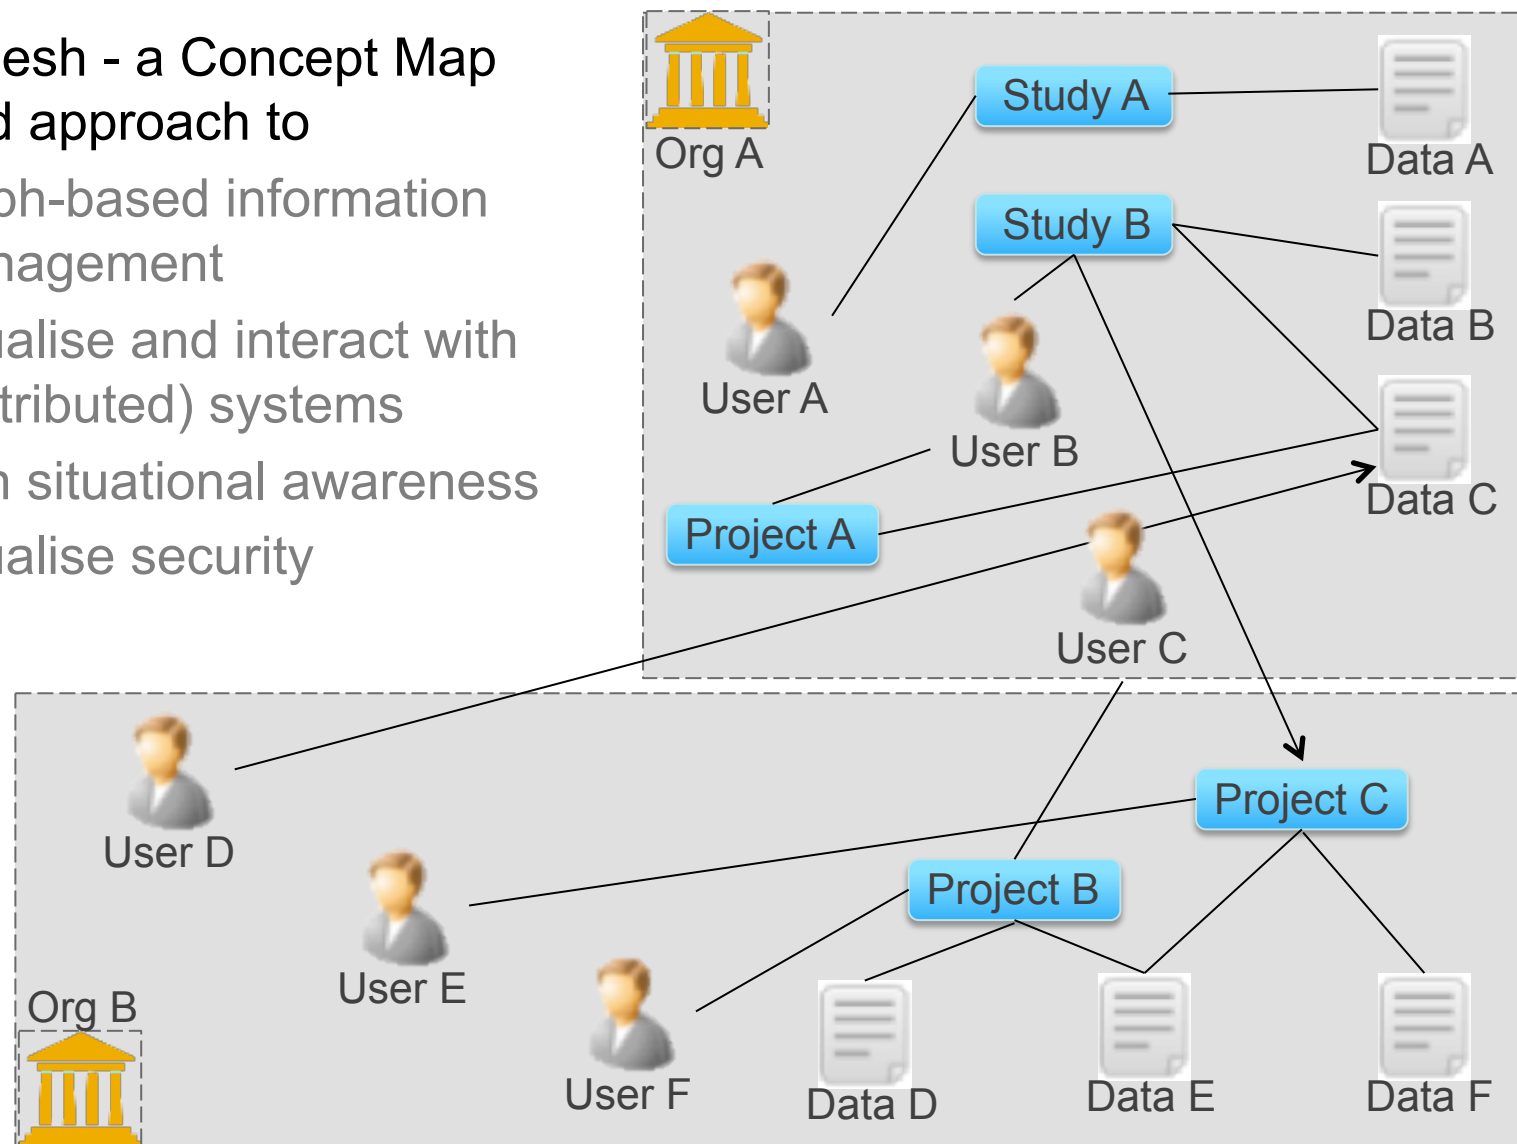 esh - a Concept Map
d approach to
ph-based information
nagement
ualise and interact with
tributed) systems
n situational awareness
ualise security
Org A
Study A
Data A
Study B
Data B
User A
User B
Data C
Project A
User C
User D
Project C
User E
Project B
Org B
User F
Data D
Data E
Data F